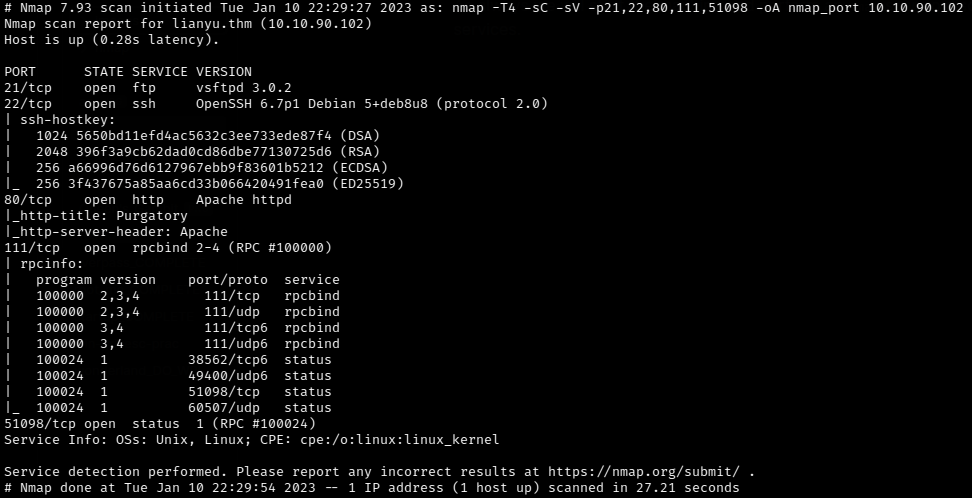 # Nmap 7.93 scan initiated Tue Jan 10 22:29:27 2023 as: nmap -T4 -sC -sV -p21,22,80,111,51098 -oA nmap_port 10.10.90.102
Nmap scan report for lianyu.thm (10.10.90.102)
Host is up (0.28s latency).

PORT      STATE SERVICE VERSION
21/tcp    open  ftp     vsftpd 3.0.2
22/tcp    open  ssh     OpenSSH 6.7p1 Debian 5+deb8u8 (protocol 2.0)
| ssh-hostkey:
|   1024 5650bd11efd4ac5632c3ee733ede87f4 (DSA)
|   2048 396f3a9cb62dad0cd86dbe77130725d6 (RSA)
|   256 a66996d76d6127967ebb9f83601b5212 (ECDSA)
|_  256 3f437675a85aa6cd33b066420491fea0 (ED25519)
80/tcp    open  http    Apache httpd
|_http-title: Purgatory
|_http-server-header: Apache
111/tcp   open  rpcbind 2-4 (RPC #100000)
| rpcinfo:
|   program version    port/proto  service
|   100000  2,3,4        111/tcp   rpcbind
|   100000  2,3,4        111/udp   rpcbind
|   100000  3,4          111/tcp6  rpcbind
|   100000  3,4          111/udp6  rpcbind
|   100024  1          38562/tcp6  status
|   100024  1          49400/udp6  status
|   100024  1          51098/tcp   status
|_  100024  1          60507/udp   status
51098/tcp open  status  1 (RPC #100024)
Service Info: OSs: Unix, Linux; CPE: cpe:/o:linux:linux_kernel

Service detection performed. Please report any incorrect results at https://nmap.org/submit/ .
# Nmap done at Tue Jan 10 22:29:54 2023 -- 1 IP address (1 host up) scanned in 27.21 seconds